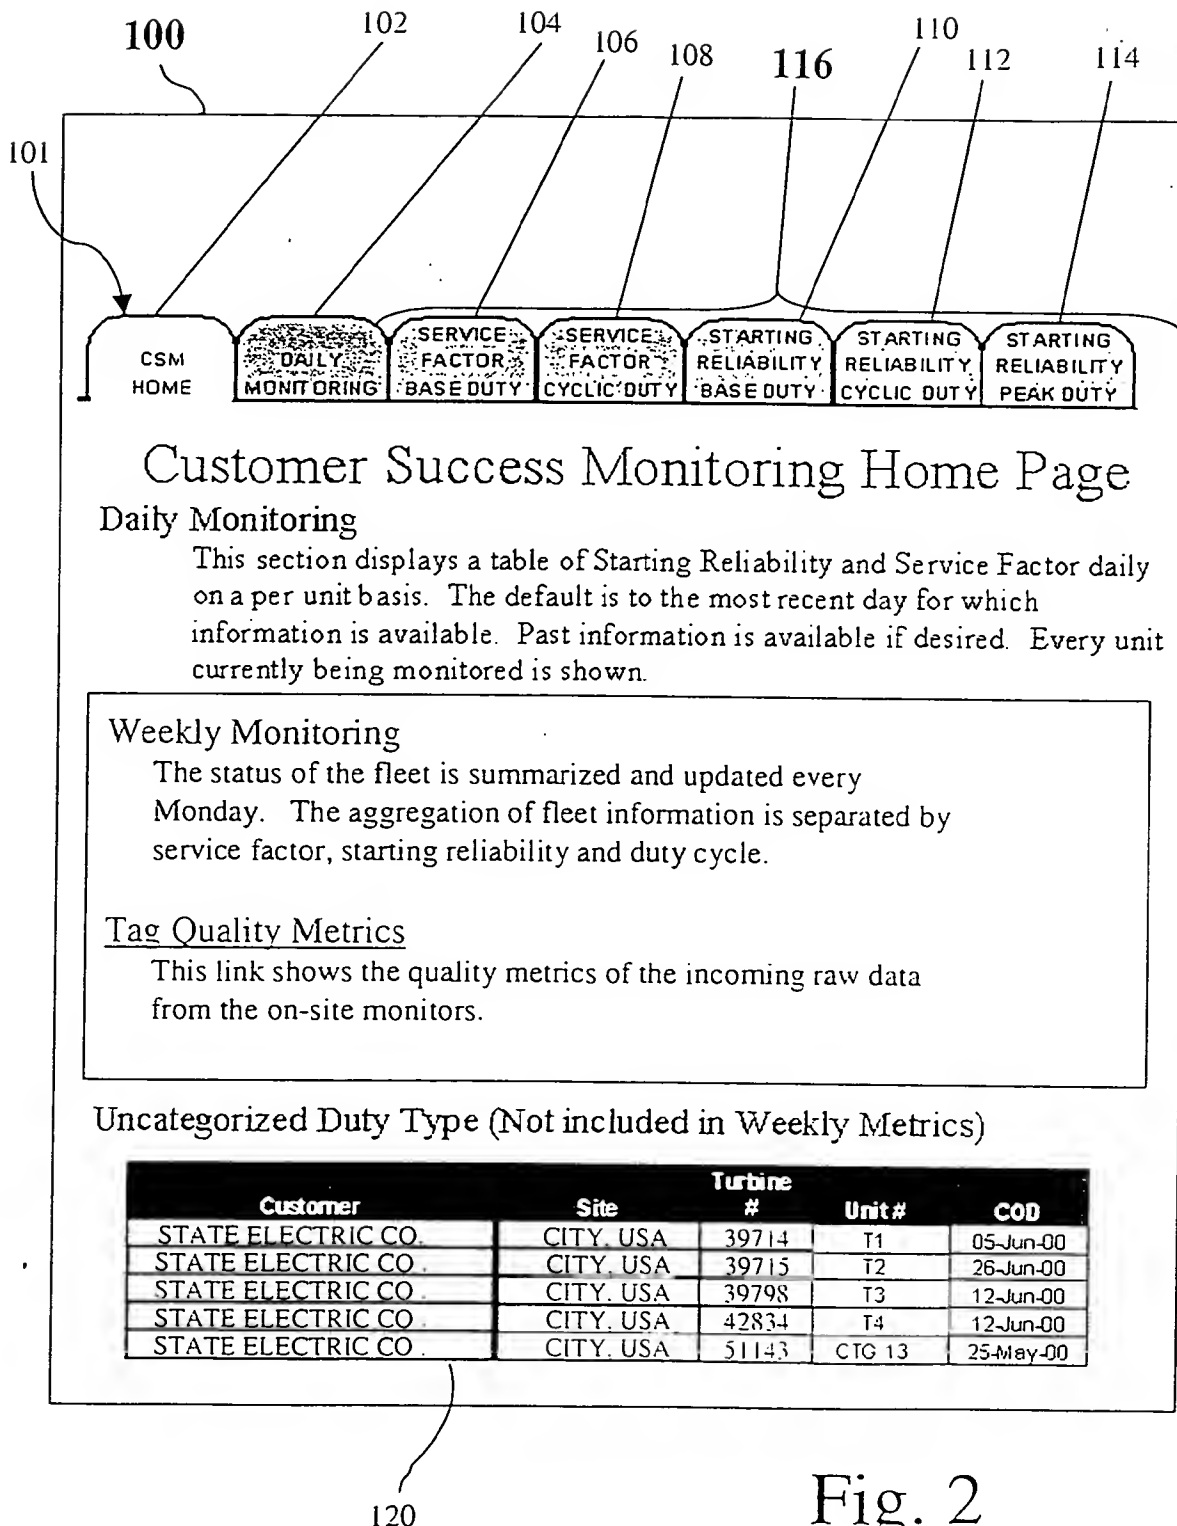 100
102
104
106
108
116
110
112
114
101
CSM HOME
DAILY MONITORING
SERVICE FACTOR BASE DUTY
SERVICE FACTOR CYCLIC DUTY
STARTING RELIABILITY BASE DUTY
STARTING RELIABILITY CYCLIC DUTY
STARTING RELIABILITY PEAK DUTY
Customer Success Monitoring Home Page
Daily Monitoring
This section displays a table of Starting Reliability and Service Factor daily
on a per unit basis. The default is to the most recent day for which
information is available. Past information is available if desired. Every unit
currently being monitored is shown.
Weekly Monitoring
The status of the fleet is summarized and updated every
Monday. The aggregation of fleet information is separated by
service factor, starting reliability and duty cycle.
Tag Quality Metrics
This link shows the quality metrics of the incoming raw data
from the on-site monitors.
Uncategorized Duty Type (Not included in Weekly Metrics)
Customer Site Turbine # Unit # COD
STATE ELECTRIC CO. CITY, USA 39714 T1 05-Jun-00
STATE ELECTRIC CO. CITY, USA 39715 T2 26-Jun-00
STATE ELECTRIC CO. CITY, USA 39798 T3 12-Jun-00
STATE ELECTRIC CO. CITY, USA 42834 T4 12-Jun-00
STATE ELECTRIC CO. CITY, USA 51143 CTG 13 25-May-00
120
Fig. 2